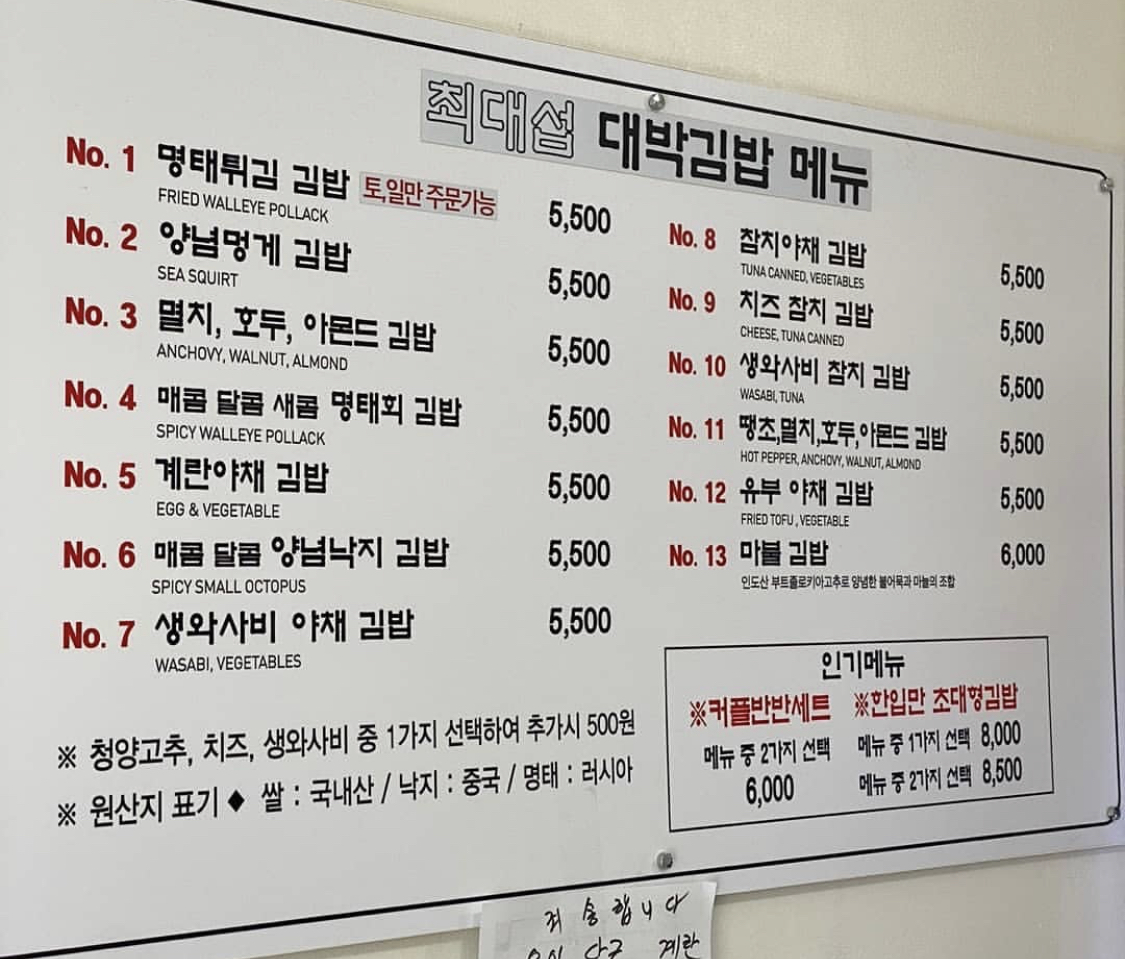 최대섭 대박김밥 메뉴
No. 1 명태튀김 김밥 토,일만 주문가능 5,500
FRIED WALLEYE POLLACK
No. 2 양념멍게 김밥 5,500
SEA SQUIRT
No. 3 멸치, 호두, 아몬드 김밥 5,500
ANCHOVY, WALNUT, ALMOND
No. 4 매콤 달콤 새콤 명태회 김밥 5,500
SPICY WALLEYE POLLACK
No. 5 계란야채 김밥 5,500
EGG & VEGETABLE
No. 6 매콤 달콤 양념낙지 김밥 5,500
SPICY SMALL OCTOPUS
No. 7 생와사비 야채 김밥 5,500
WASABI, VEGETABLES
No. 8 참치야채 김밥 5,500
TUNA CANNED, VEGETABLES
No. 9 치즈 참치 김밥 5,500
CHEESE, TUNA CANNED
No. 10 생와사비 참치 김밥 5,500
WASABI, TUNA
No. 11 땡초,멸치,호두,아몬드 김밥 5,500
HOT PEPPER, ANCHOVY, WALNUT, ALMOND
No. 12 유부 야채 김밥 5,500
FRIED TOFU , VEGETABLE
No. 13 마불 김밥 6,000
인도산 부트졸로키아고추로 양념한 불어묵과 마늘의 조합
※ 청양고추, 치즈, 생와사비 중 1가지 선택하여 추가시 500원
※ 원산지 표기 ◆ 쌀 : 국내산 / 낙지 : 중국 / 명태 : 러시아
인기메뉴
※커플반반세트
메뉴 중 2가지 선택
6,000
※한입만 초대형김밥
메뉴 중 1가지 선택 8,000
메뉴 중 2가지 선택 8,500
죄송합니다
계란